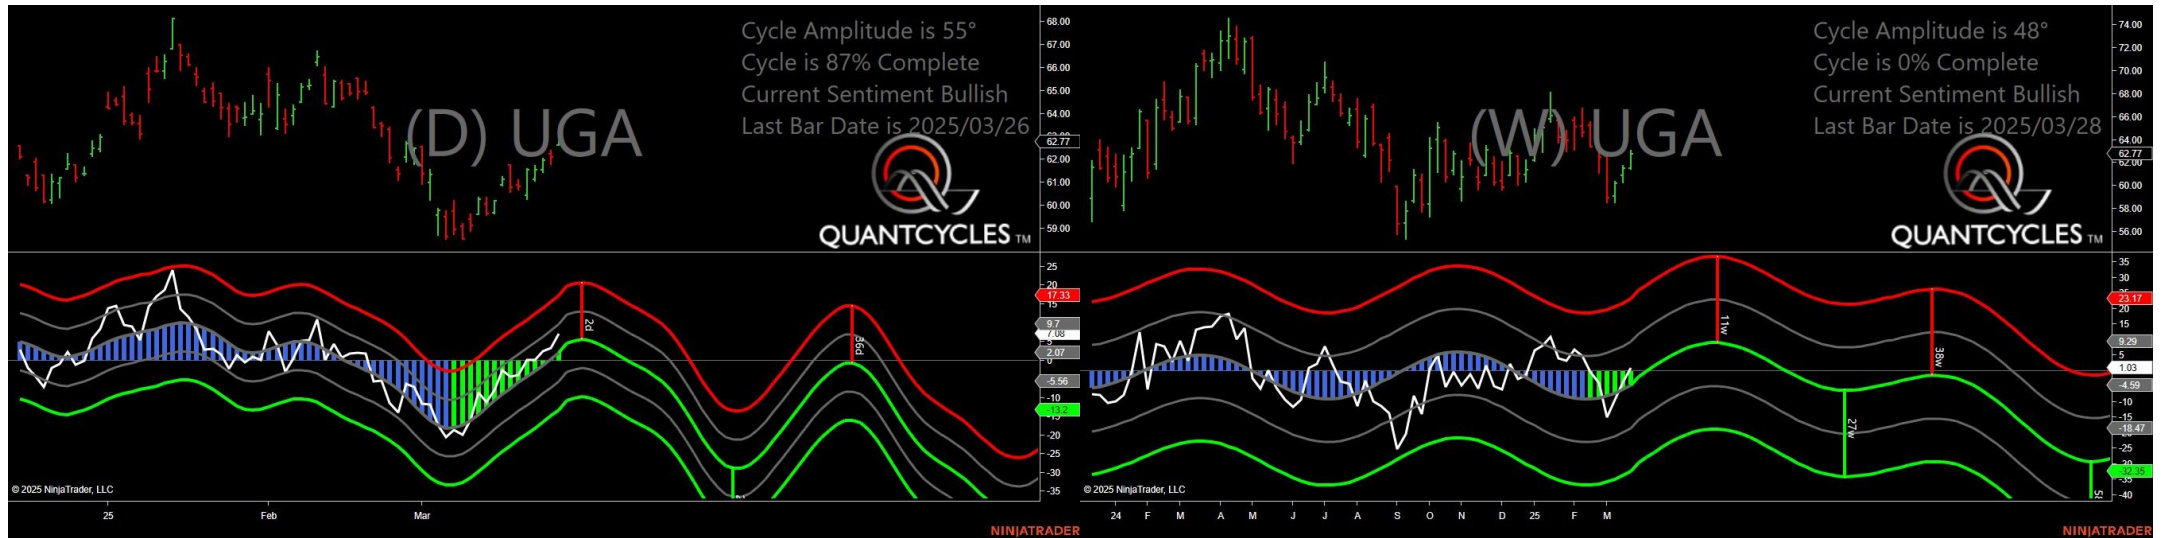 Cycle Amplitude is 55°
Cycle is 87% Complete
Current Sentiment Bullish
Last Bar Date is 2025/03/26
(D) UGA
QUANTCYCLES TM
68.00
67.00
66.00
65.00
64.00
62.77
62.00
61.00
60.00
59.00
25
20
17.33
15
9.7
7.08
5
2.07
0
-5.56
-10
-13.2
-20
-25
-30
-35
2d
36d
© 2025 NinjaTrader, LLC
25 Feb Mar
NINJATRADER
Cycle Amplitude is 48°
Cycle is 0% Complete
Current Sentiment Bullish
Last Bar Date is 2025/03/28
(W) UGA
QUANTCYCLES TM
74.00
72.00
70.00
68.00
66.00
64.00
62.77
62.00
60.00
58.00
56.00
35
30
23.17
20
15
9.29
5
1.03
-4.59
-10
-15
-18.47
-32.35
-35
-40
11w
27w
38w
© 2025 NinjaTrader, LLC
24 F M A M J J A S O N D 25 F M
NINJATRADER